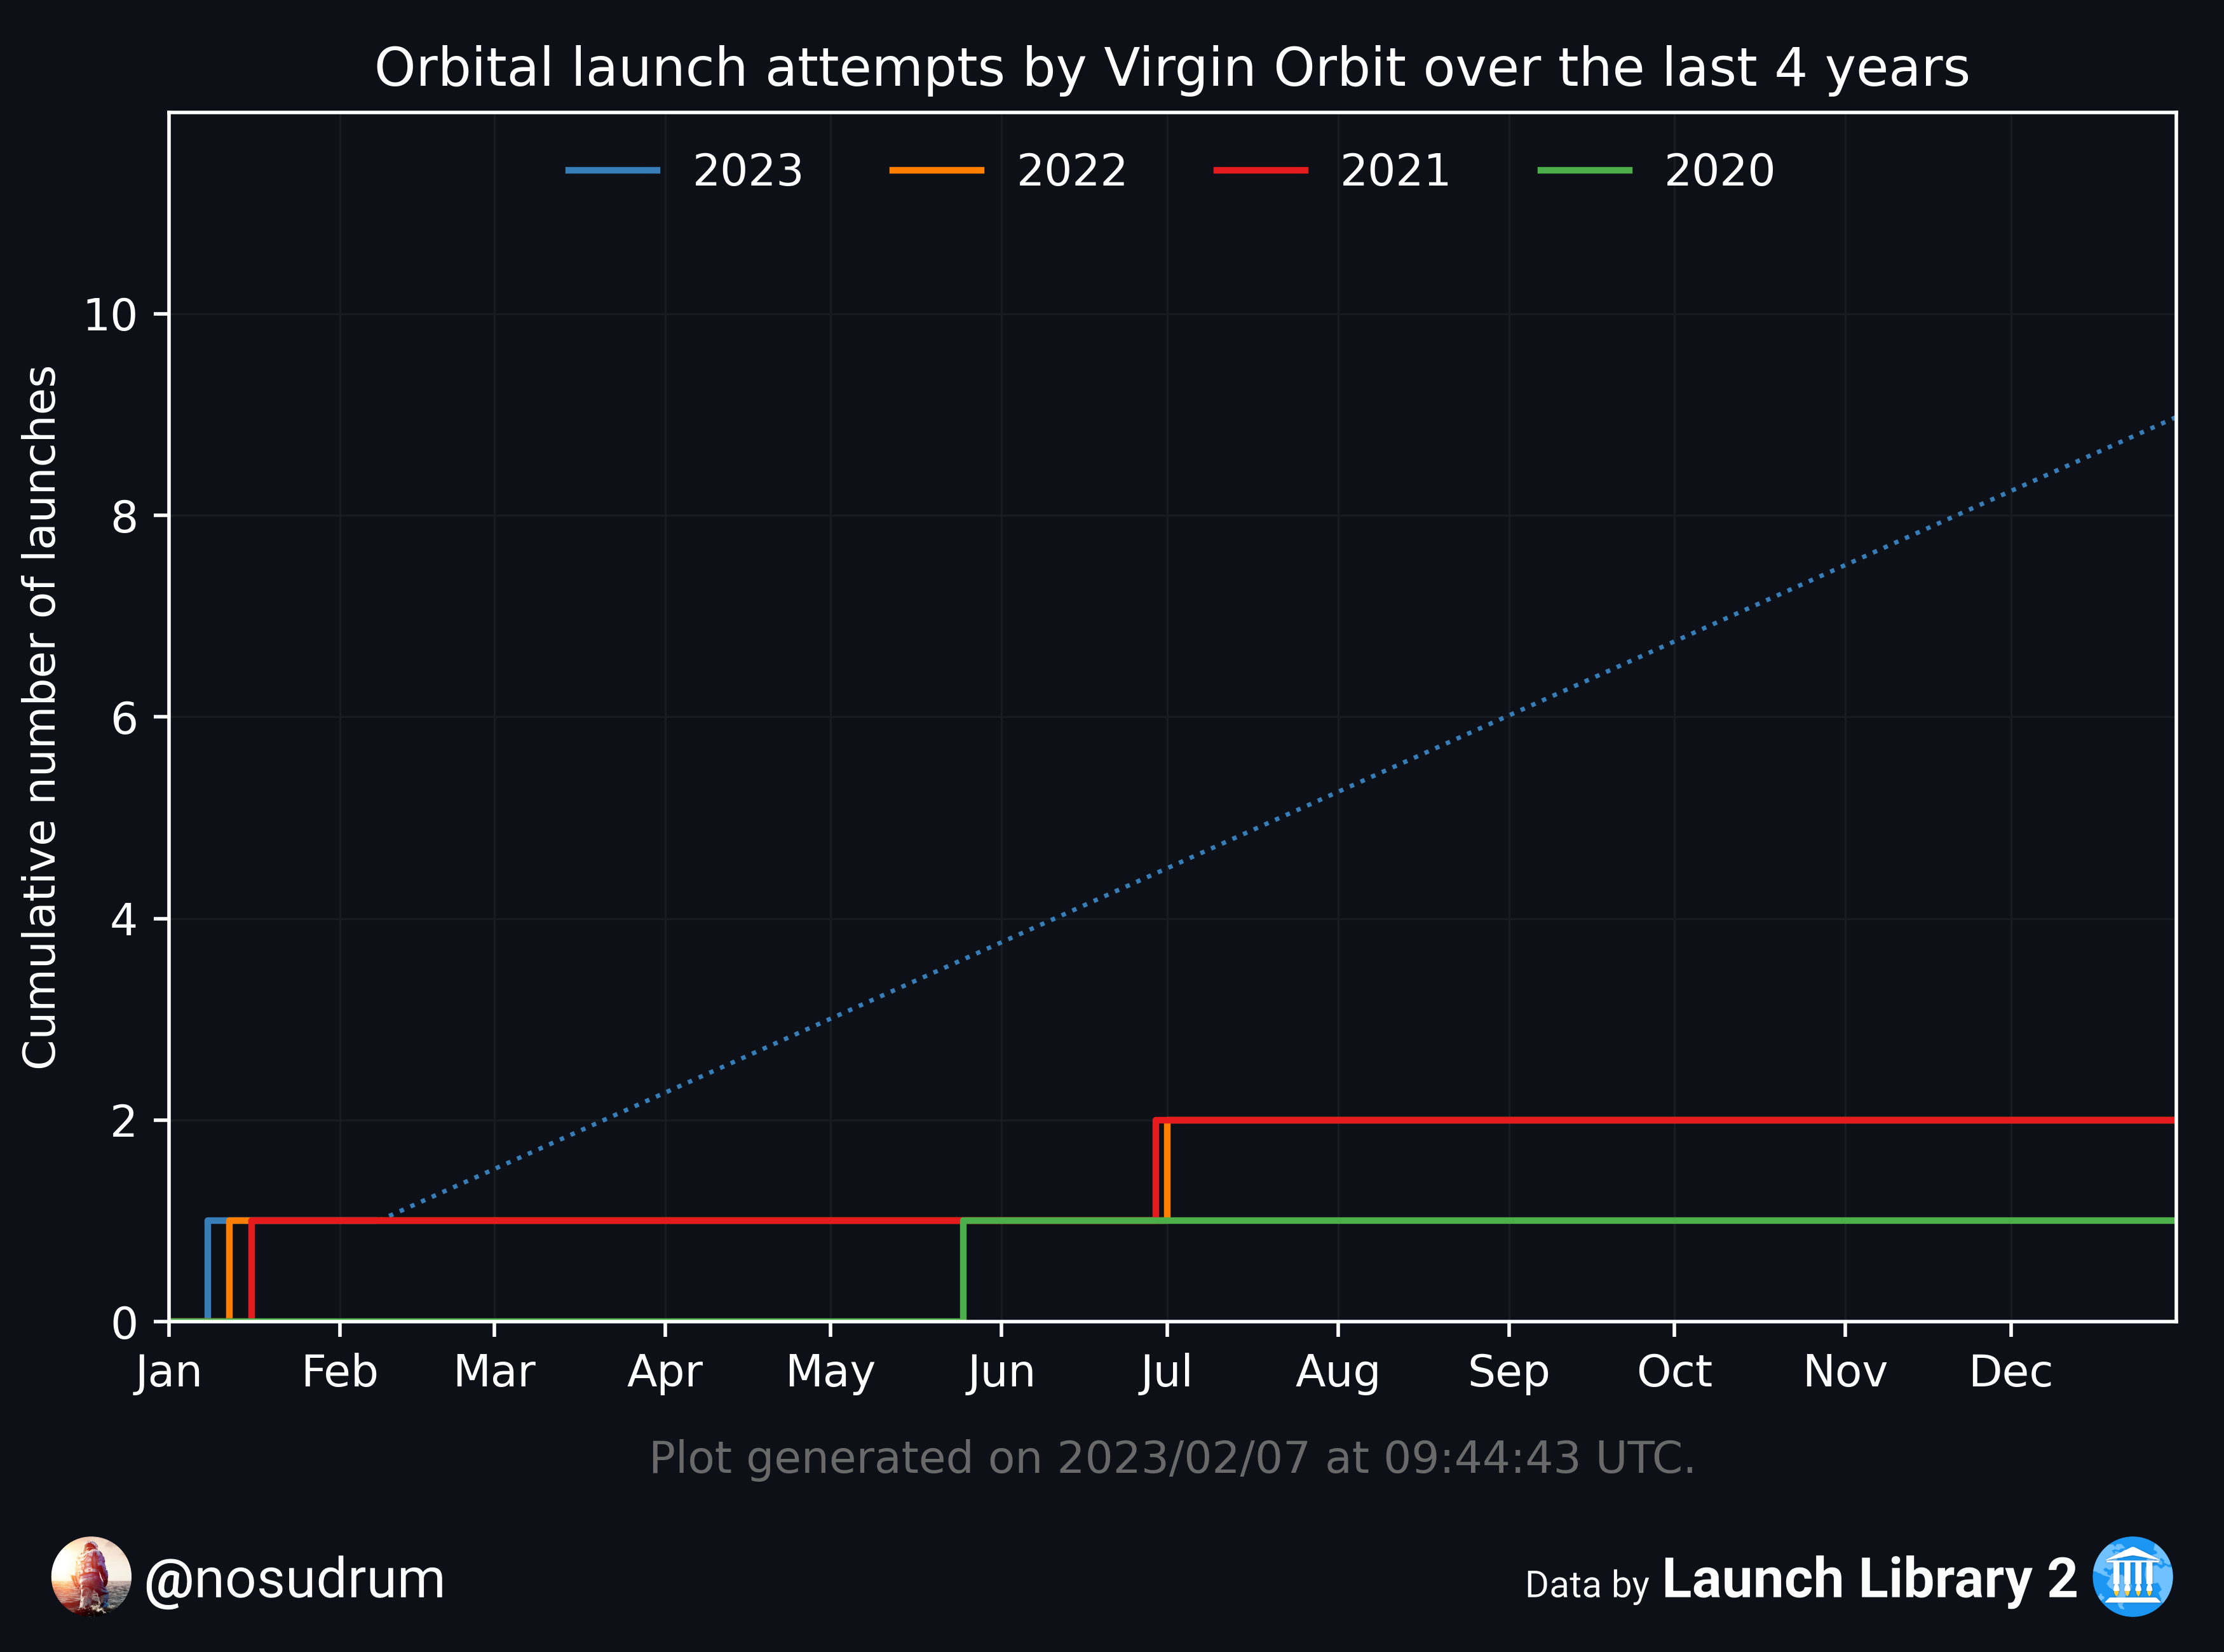 Orbital launch attempts by Virgin Orbit over the last 4 years
2023 2022 2021 2020
Cumulative number of launches
10
8
6
4
2
0
Jan Feb Mar Apr May Jun Jul Aug Sep Oct Nov Dec
Plot generated on 2023/02/07 at 09:44:43 UTC.
@nosudrum
Data by Launch Library 2